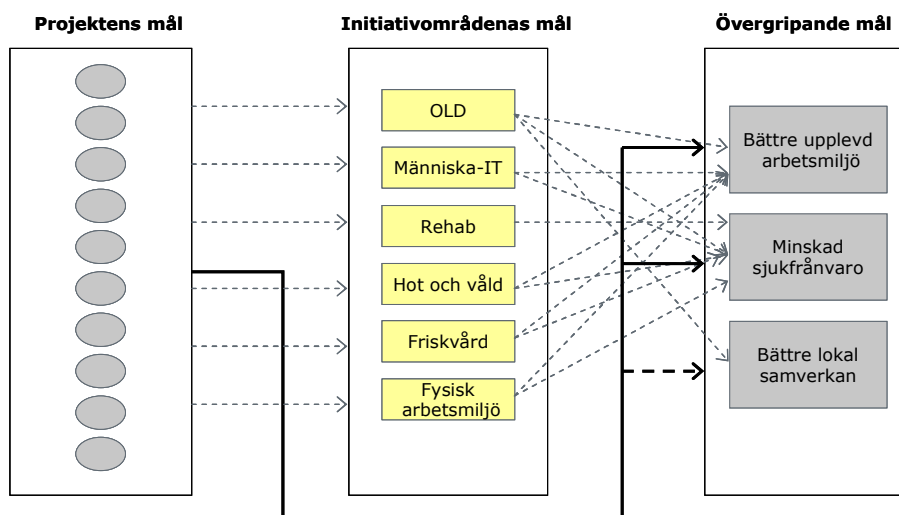 Projektens mål
Initiativområdenas mål
Övergripande mål
OLD
Människa-IT
Rehab
Hot och våld
Friskvård
Fysisk
arbetsmiljö
Bättre upplevd
arbetsmiljö
Minskad
sjukfrånvaro
Bättre lokal
samverkan